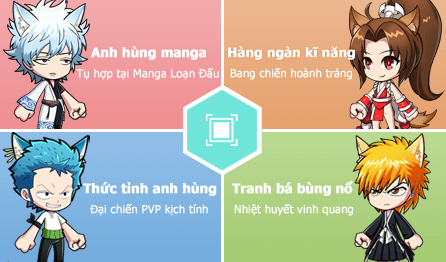 Anh hùng manga
Tụ hợp tại Manga Loạn Đấu
Hàng ngàn kĩ năng
Bang chiến hoành tráng
Thức tỉnh anh hùng
Đại chiến PVP kịch tính
Tranh bá bùng nổ
Nhiệt huyết vinh quang